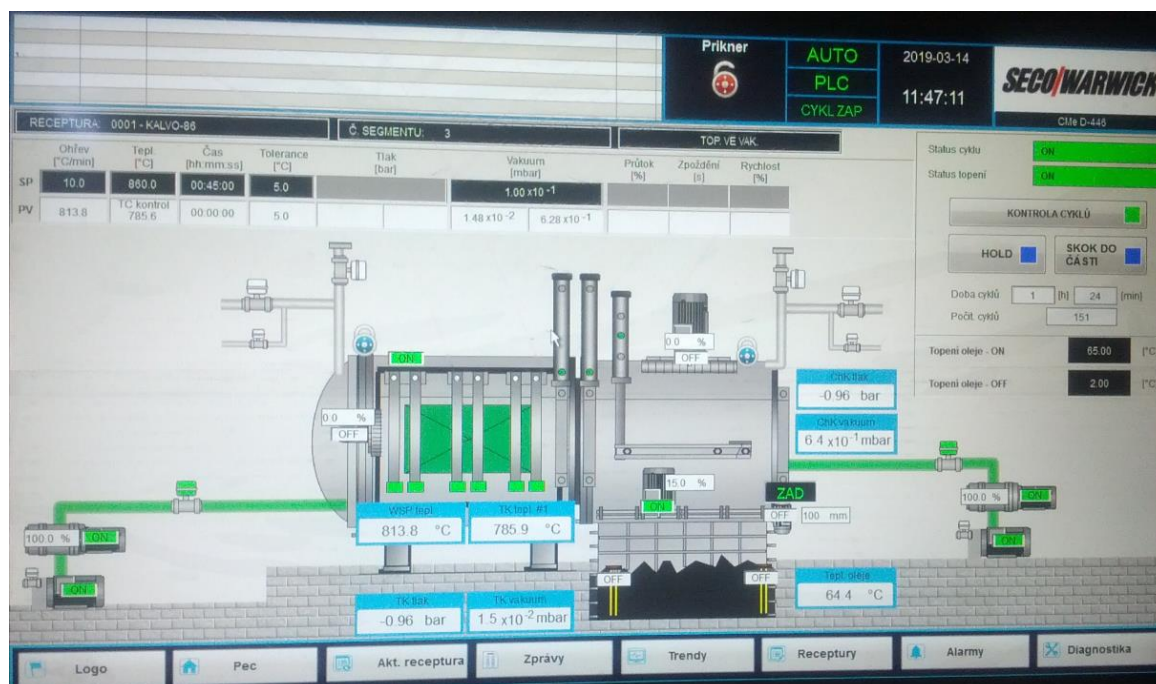 Prikner
AUTO
PLC
CYKL ZAP
2019-03-14
11:47:11
SECO/WARWICK
CMe D-446
RECEPTURA: 0001 - KALVO-86
Č. SEGMENTU: 3
TOP. VE VAK.
Ohřev [°C/min] Tepl. [°C] Čas [hh:mm:ss] Tolerance [°C] Tlak [bar] Vakuum [mbar] Průtok [%] Zpoždění [s] Rychlost [%]
SP 10.0 860.0 00:45:00 5.0 1.00 x10 -1
PV 813.8 TC kontrol 785.6 00:00:00 5.0 1.48 x10 -2 6.28 x10 -1
Status cyklu ON
Status topení ON
KONTROLA CYKLŮ
HOLD
SKOK DO ČÁSTI
Doba cyklů 1 [h] 24 [min]
Počit. cyklů 151
Topení oleje - ON 65.00 [°C
Topení oleje - OFF 2.00 [°C
ON
0.0 %
OFF
0.0 %
OFF
ChK tlak
-0.96 bar
ChK vakuum
6.4 x10 -1 mbar
15.0 %
ON
ZAD
OFF 100 mm
100.0 % ON
ON
100.0 % ON
ON
WSP tepl.
813.8 °C
TK tepl. #1
785.9 °C
OFF
OFF
Tepl. oleje
64.4 °C
TK tlak
-0.96 bar
TK vakuum
1.5 x10 -2 mbar
Logo
Pec
Akt. receptura
Zprávy
Trendy
Receptury
Alarmy
Diagnostika